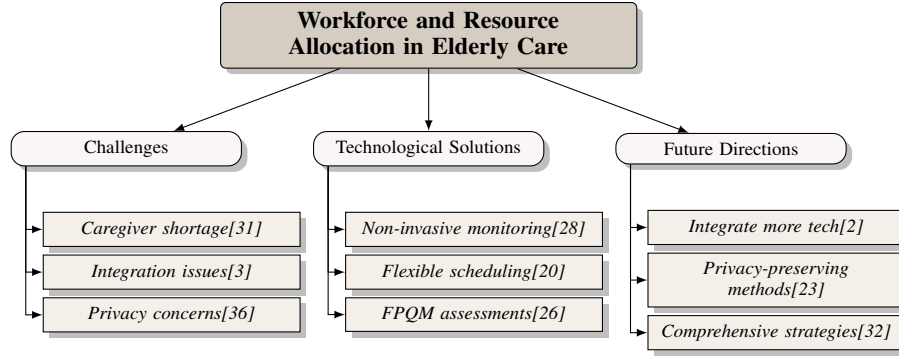 Workforce and Resource
Allocation in Elderly Care
Challenges
Caregiver shortage[31]
Integration issues[3]
Privacy concerns[36]
Technological Solutions
Non-invasive monitoring[28]
Flexible scheduling[20]
FPQM assessments[26]
Future Directions
Integrate more tech[2]
Privacy-preserving
methods[23]
Comprehensive strategies[32]